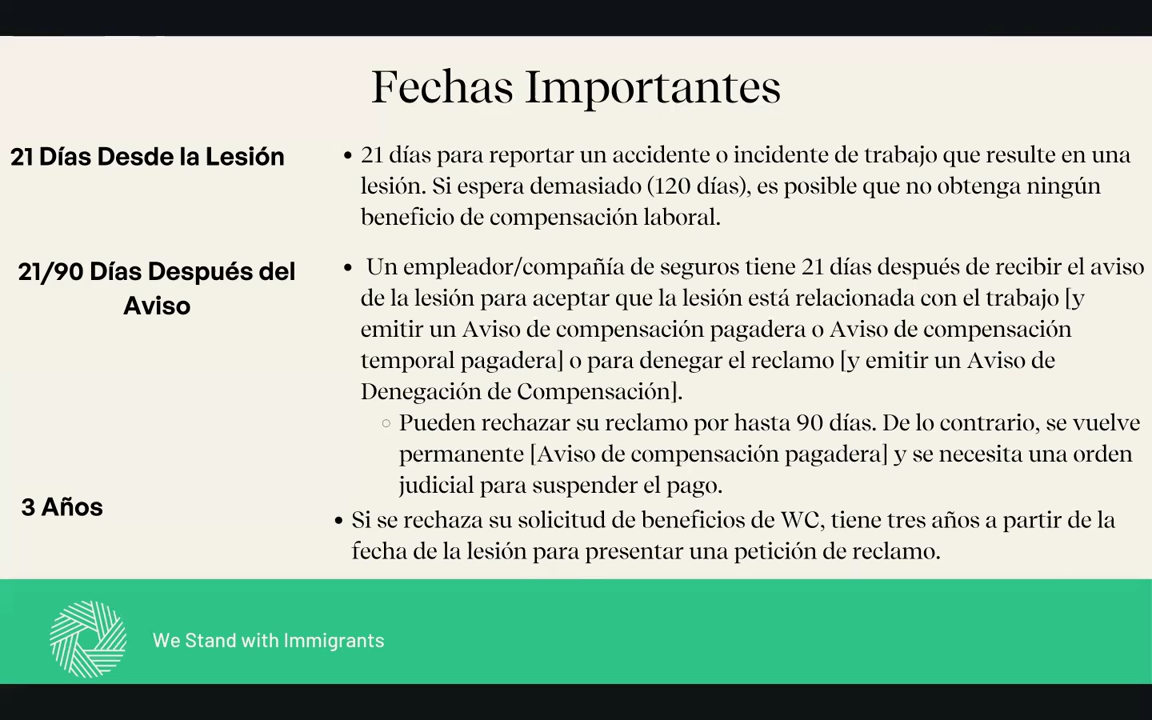 Fechas Importantes
21 Días Desde la Lesión
• 21 días para reportar un accidente o incidente de trabajo que resulte en una
lesión. Si espera demasiado (120 días), es posible que no obtenga ningún
beneficio de compensación laboral.
21/90 Días Después del
Aviso
• Un empleador/compañía de seguros tiene 21 días después de recibir el aviso
de la lesión para aceptar que la lesión está relacionada con el trabajo [y
emitir un Aviso de compensación pagadera o Aviso de compensación
temporal pagadera] o para denegar el reclamo [y emitir un Aviso de
Denegación de Compensación].
○ Pueden rechazar su reclamo por hasta 90 días. De lo contrario, se vuelve
permanente [Aviso de compensación pagadera] y se necesita una orden
judicial para suspender el pago.
3 Años
• Si se rechaza su solicitud de beneficios de WC, tiene tres años a partir de la
fecha de la lesión para presentar una petición de reclamo.
We Stand with Immigrants